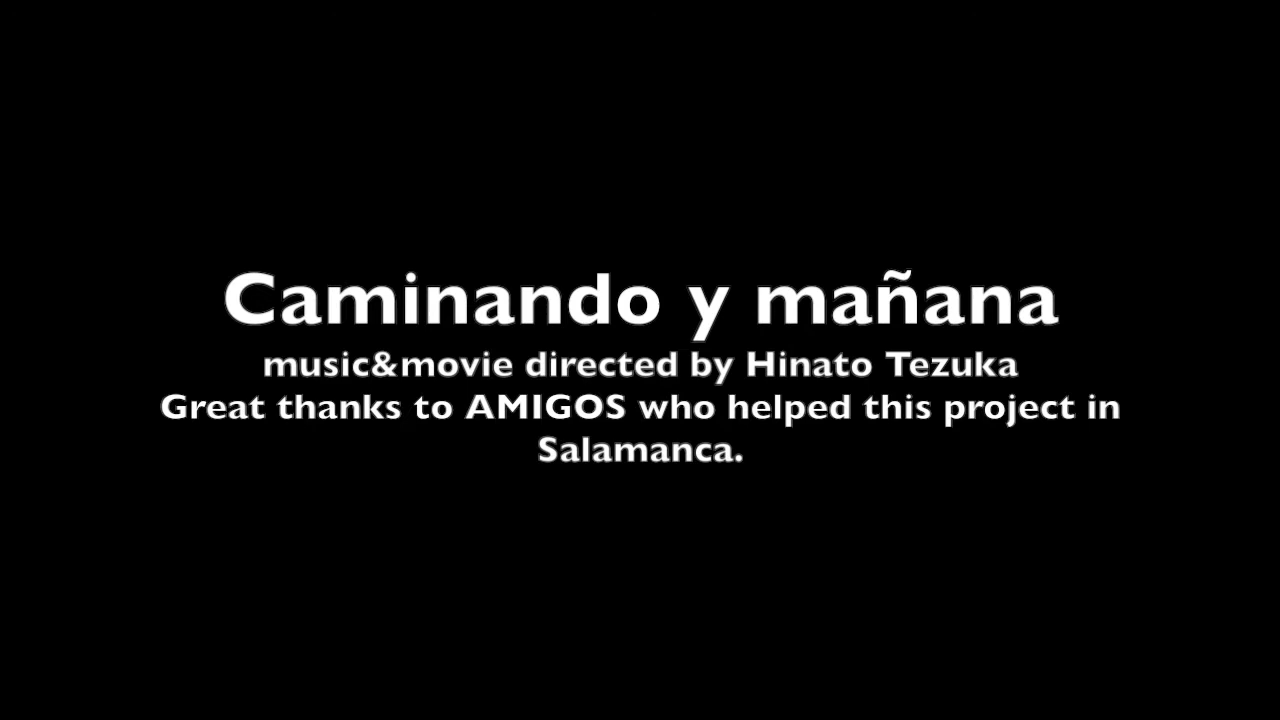 Caminando y mañana
music&movie directed by Hinato Tezuka
Great thanks to AMIGOS who helped this project in
Salamanca.